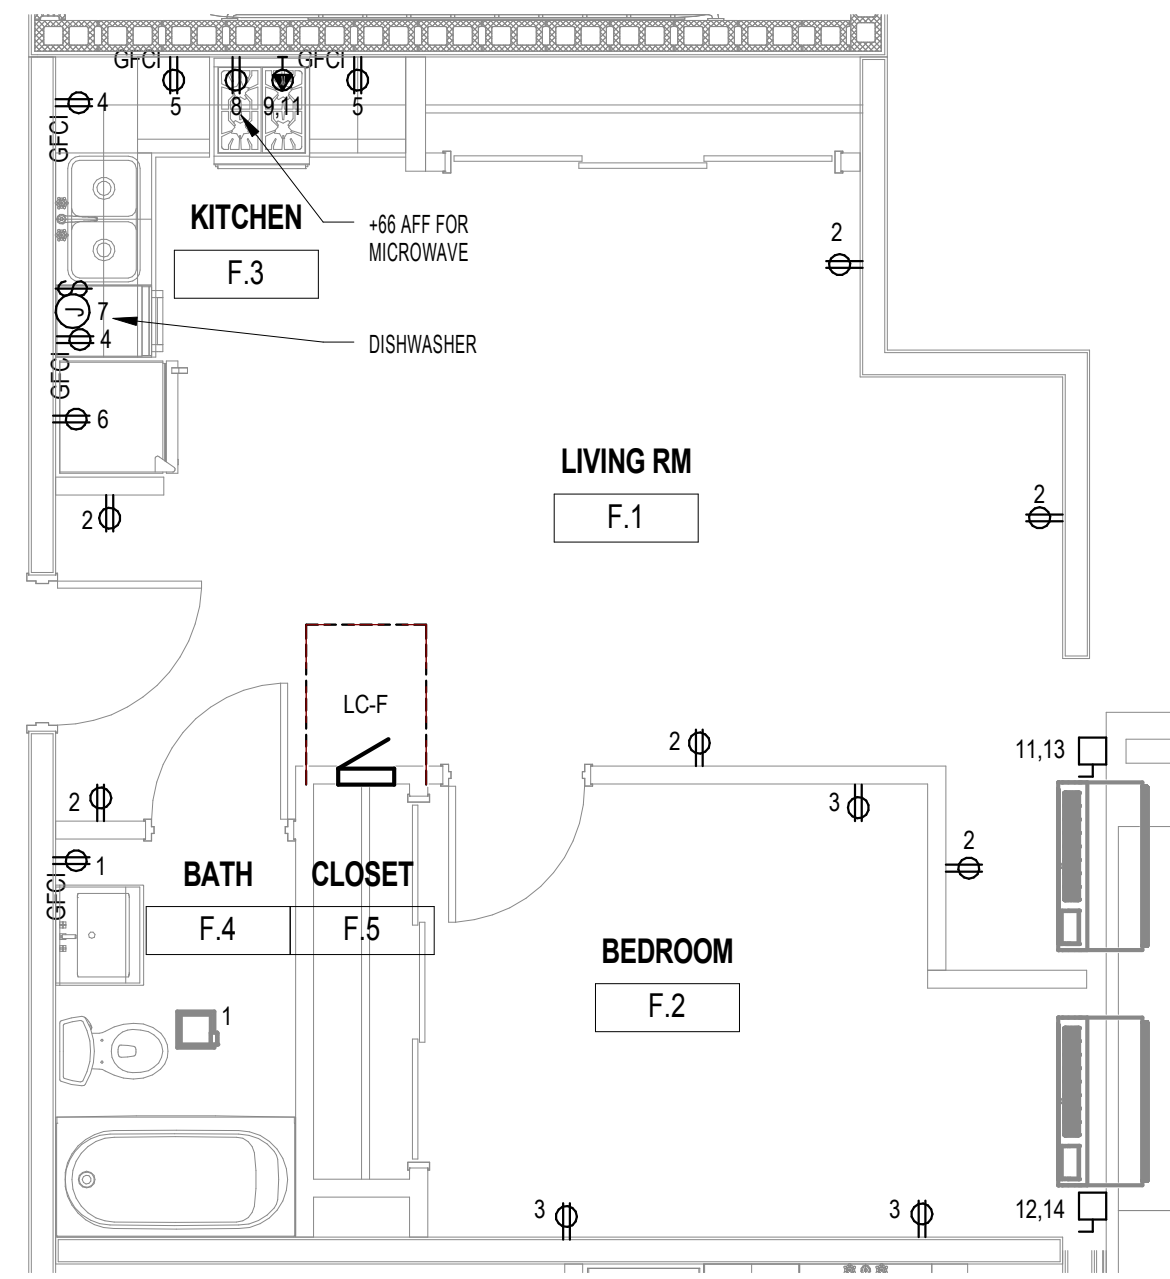 GFCI
GFCI
4
5
8
9,11
5
GFCI
KITCHEN
F.3
+66 AFF FOR
MICROWAVE
2
S
J
7
DISHWASHER
4
GFCI
6
LIVING RM
F.1
2
2
LC-F
2
11,13
2
3
2
1
GFCI
BATH
CLOSET
F.4
F.5
BEDROOM
F.2
1
3
3
12,14